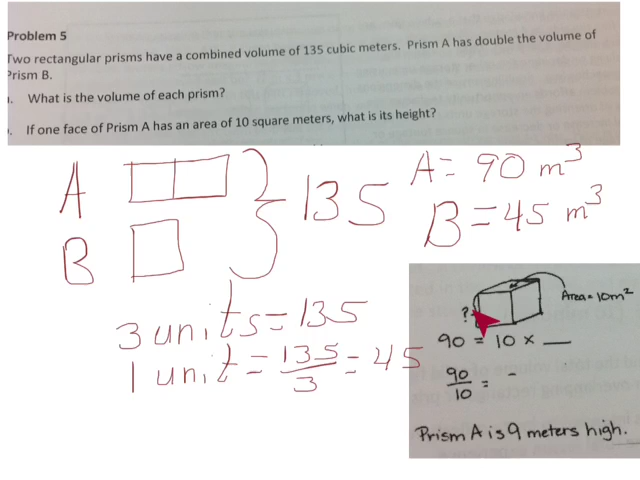 Problem 5
Two rectangular prisms have a combined volume of 135 cubic meters. Prism A has double the volume of
Prism B.
. What is the volume of each prism?
. If one face of Prism A has an area of 10 square meters, what is its height?
A
B
135
A = 90 m³
B = 45 m³
3 units = 135
1 unit = 135/3 = 45
Area = 10m²
?
90 = 10 × __
90/10 = -
Prism A is 9 meters high.